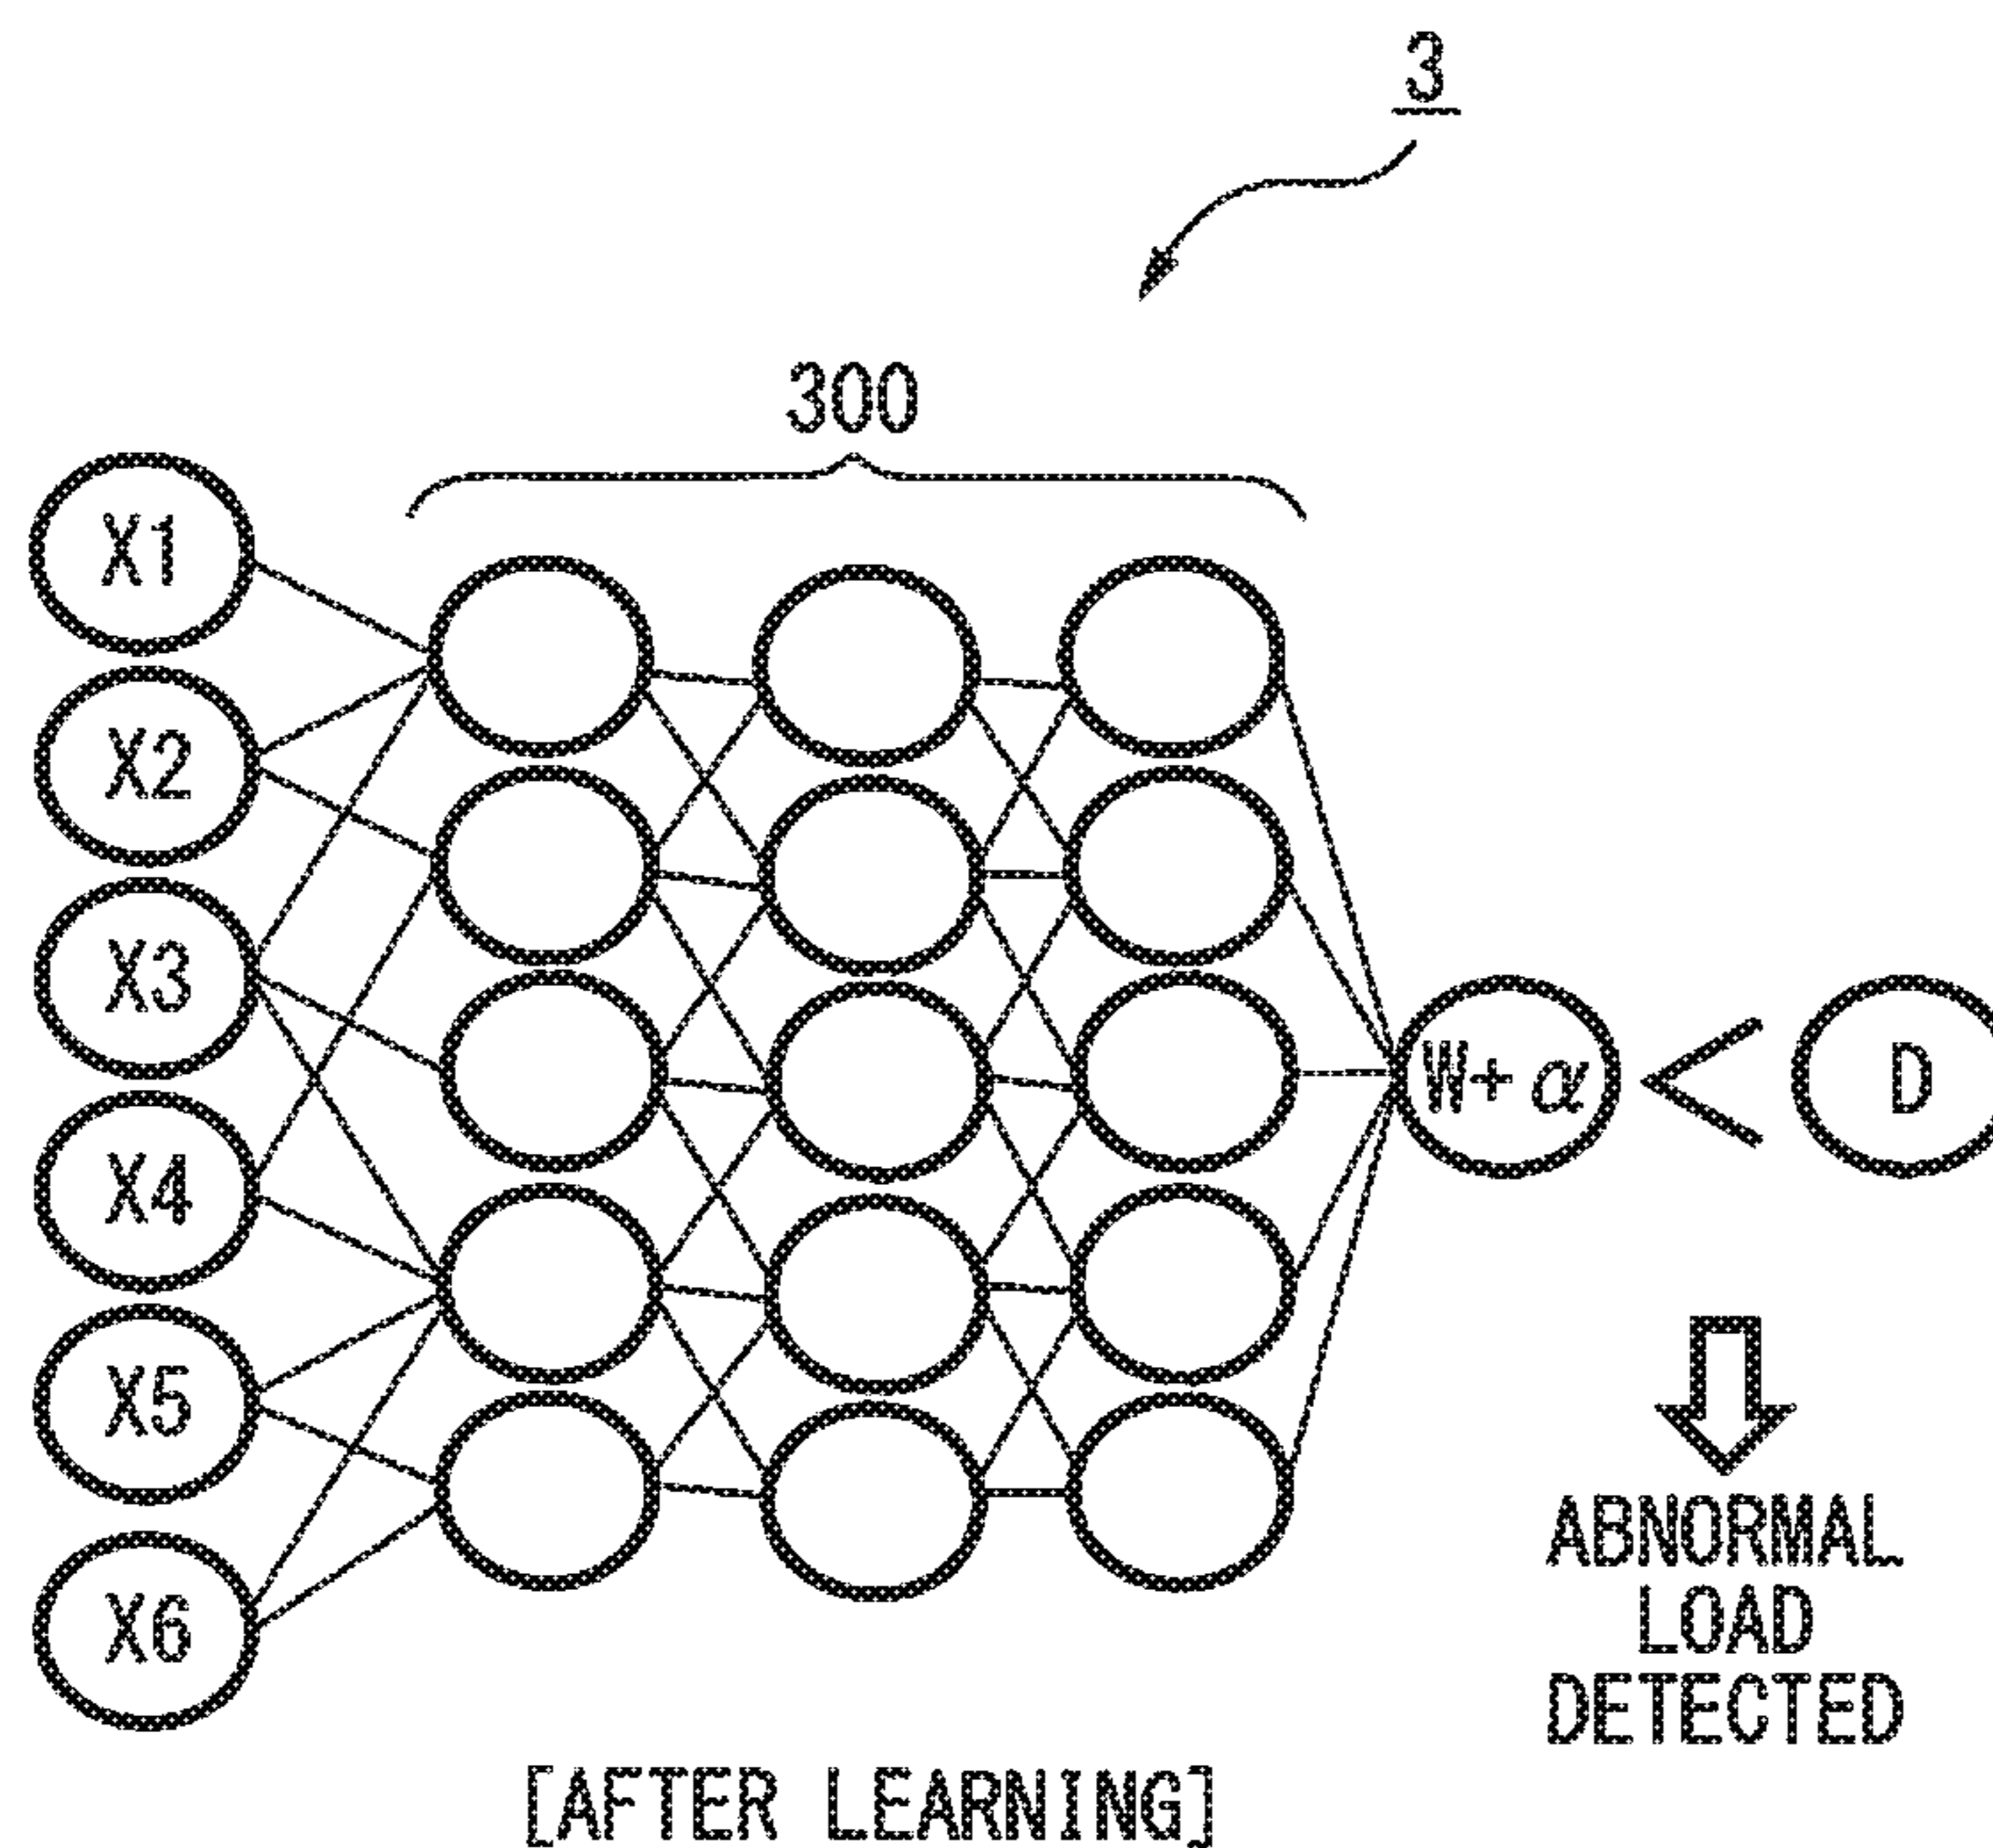 3
300
X1
X2
X3
X4
X5
X6
W+α < D
ABNORMAL
LOAD
DETECTED
[AFTER LEARNING]